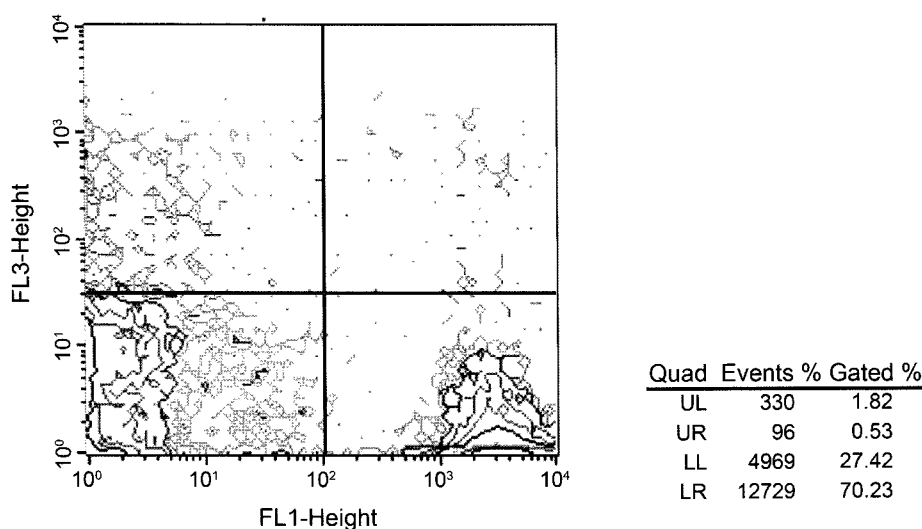 10⁴
10³
10²
10¹
10⁰
FL3-Height
10⁰ 10¹ 10² 10³ 10⁴
FL1-Height
Quad Events % Gated %
UL 330 1.82
UR 96 0.53
LL 4969 27.42
LR 12729 70.23